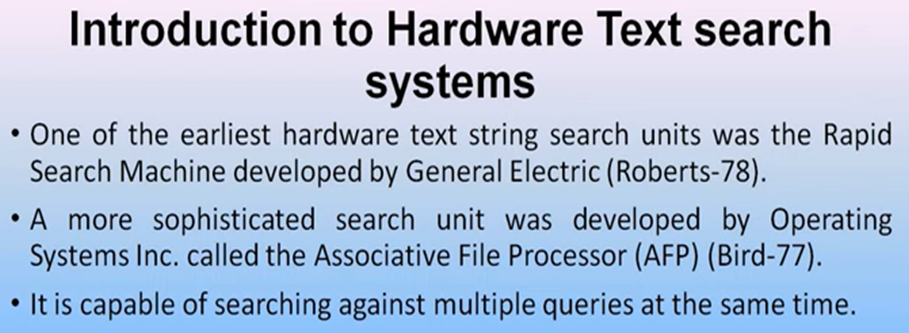 Introduction to Hardware Text search
systems
• One of the earliest hardware text string search units was the Rapid
Search Machine developed by General Electric (Roberts-78).
• A more sophisticated search unit was developed by Operating
Systems Inc. called the Associative File Processor (AFP) (Bird-77).
• It is capable of searching against multiple queries at the same time.